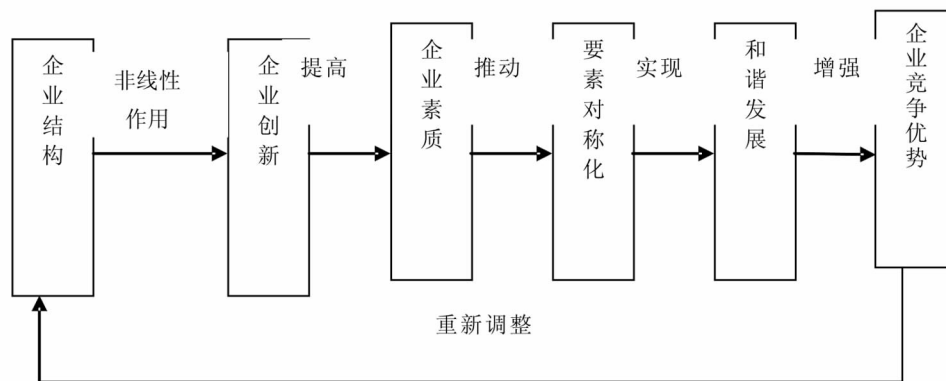 企业结构
非线性
作用
企业创新
提高
企业素质
推动
要素对称化
实现
和谐发展
增强
企业竞争优势
重新调整